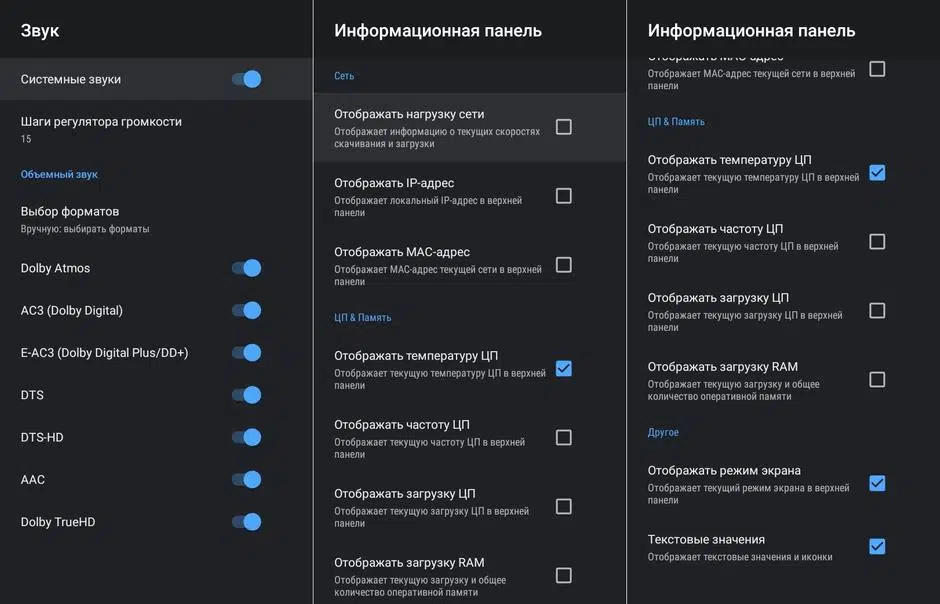 Звук
Системные звуки
Шаги регулятора громкости
15
Объемный звук
Выбор форматов
Вручную: выбирать форматы
Dolby Atmos
AC3 (Dolby Digital)
E-AC3 (Dolby Digital Plus/DD+)
DTS
DTS-HD
AAC
Dolby TrueHD
Информационная панель
Сеть
Отображать нагрузку сети
Отображает информацию о текущих скоростях
скачивания и загрузки
Отображать IP-адрес
Отображает локальный IP-адрес в верхней
панели
Отображать MAC-адрес
Отображает MAC-адрес текущей сети в верхней
панели
ЦП & Память
Отображать температуру ЦП
Отображает текущую температуру ЦП в верхней
панели
Отображать частоту ЦП
Отображает текущую частоту ЦП в верхней
панели
Отображать загрузку ЦП
Отображает текущую загрузку ЦП в верхней
панели
Отображать загрузку RAM
Отображает текущую загрузку и общее
количество оперативной памяти
Информационная панель
Отображать MAC-адрес
Отображает MAC-адрес текущей сети в верхней
панели
ЦП & Память
Отображать температуру ЦП
Отображает текущую температуру ЦП в верхней
панели
Отображать частоту ЦП
Отображает текущую частоту ЦП в верхней
панели
Отображать загрузку ЦП
Отображает текущую загрузку ЦП в верхней
панели
Отображать загрузку RAM
Отображает текущую загрузку и общее
количество оперативной памяти
Другое
Отображать режим экрана
Отображает текущий режим экрана в верхней
панели
Текстовые значения
Отображает текстовые значения и иконки